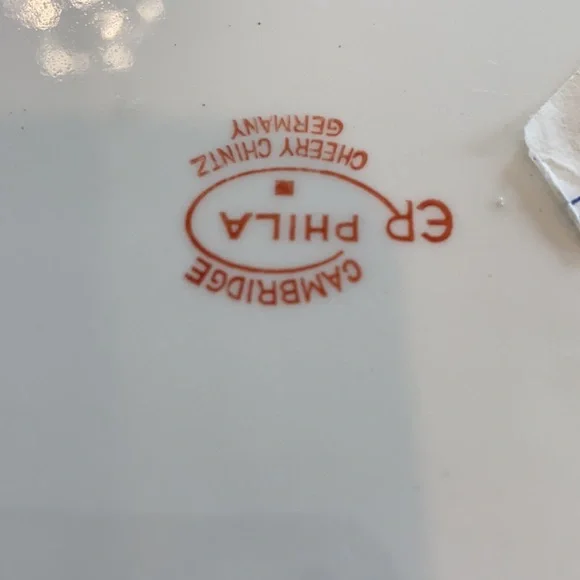 CAMBRIDGE
ER PHILA
CHEERY CHINTZ
GERMANY